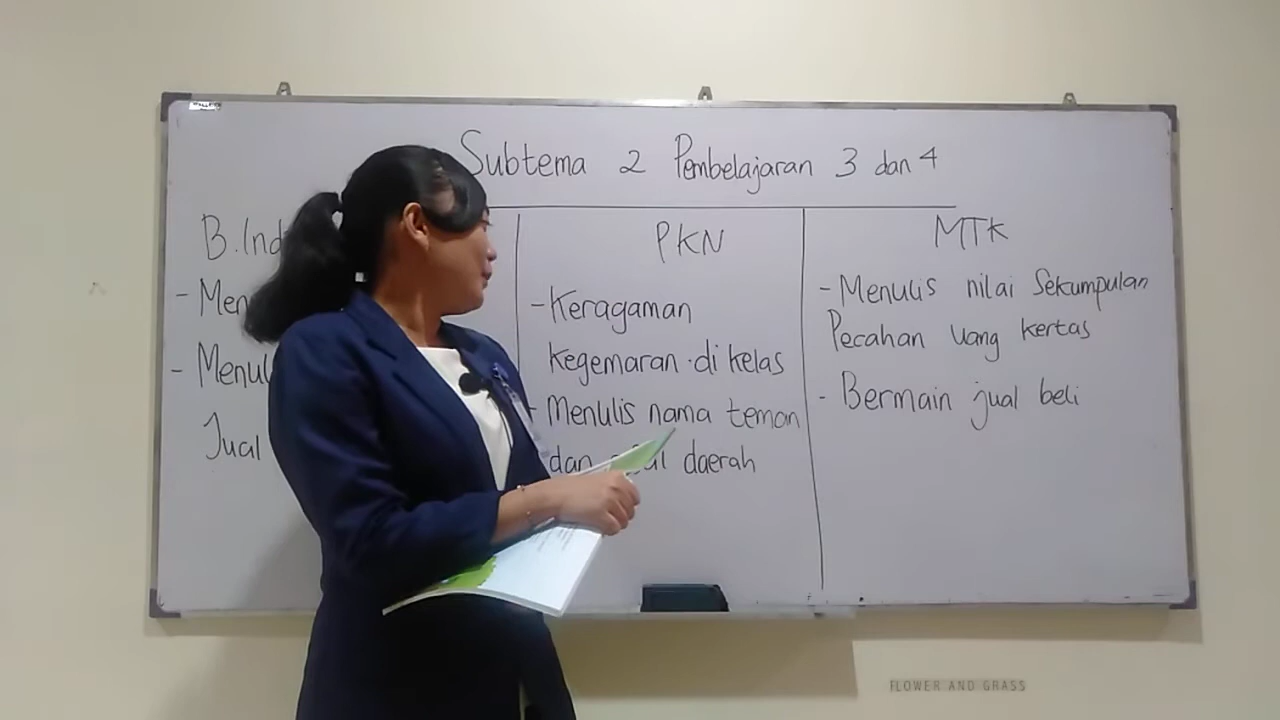 Subtema 2 Pembelajaran 3 dan 4
B. Ind
- Men
- Menul
Jual
PKN
- Keragaman
kegemaran di kelas
- Menulis nama teman
dan daerah
MTK
- Menulis nilai Sekumpulan
Pecahan uang kertas
- Bermain jual beli
FLOWER AND GRASS